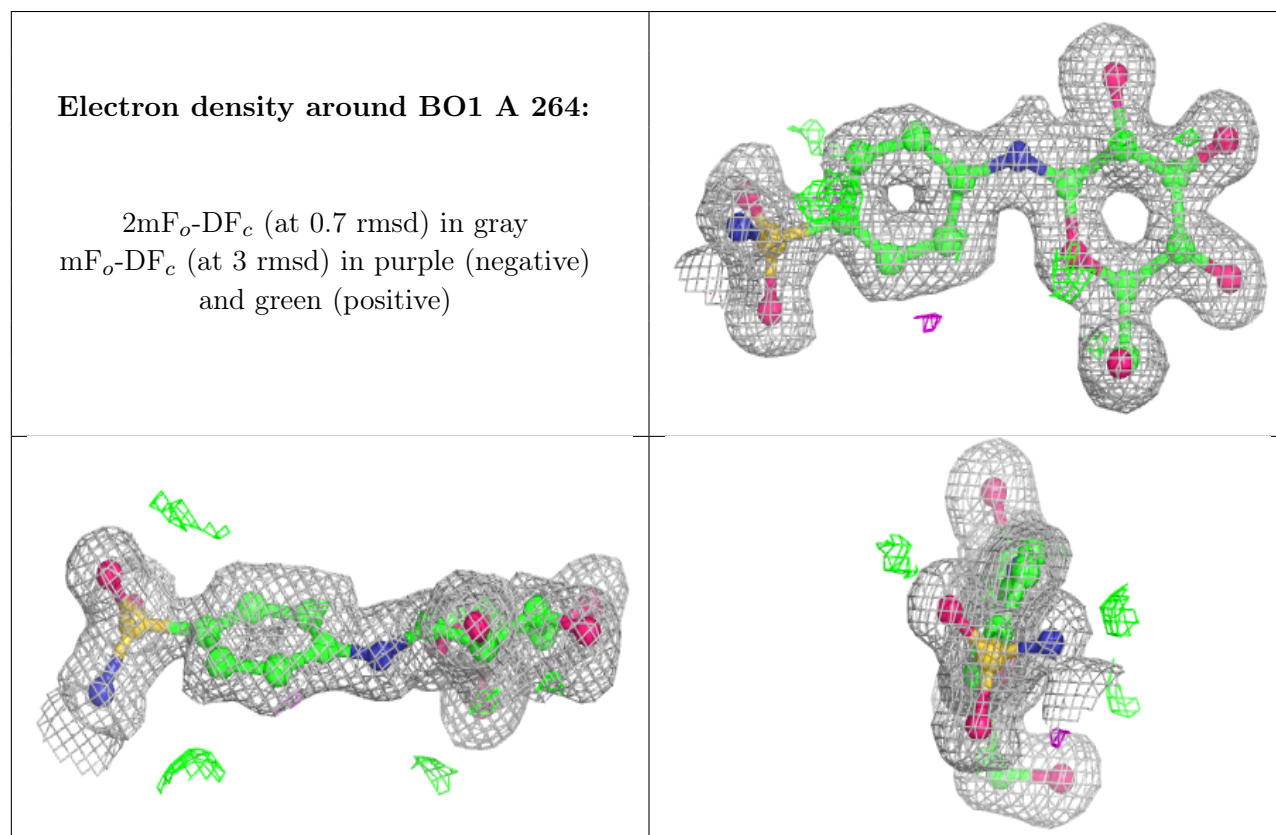 Electron density around BO1 A 264:
2mFo-DFc (at 0.7 rmsd) in gray
mFo-DFc (at 3 rmsd) in purple (negative)
and green (positive)